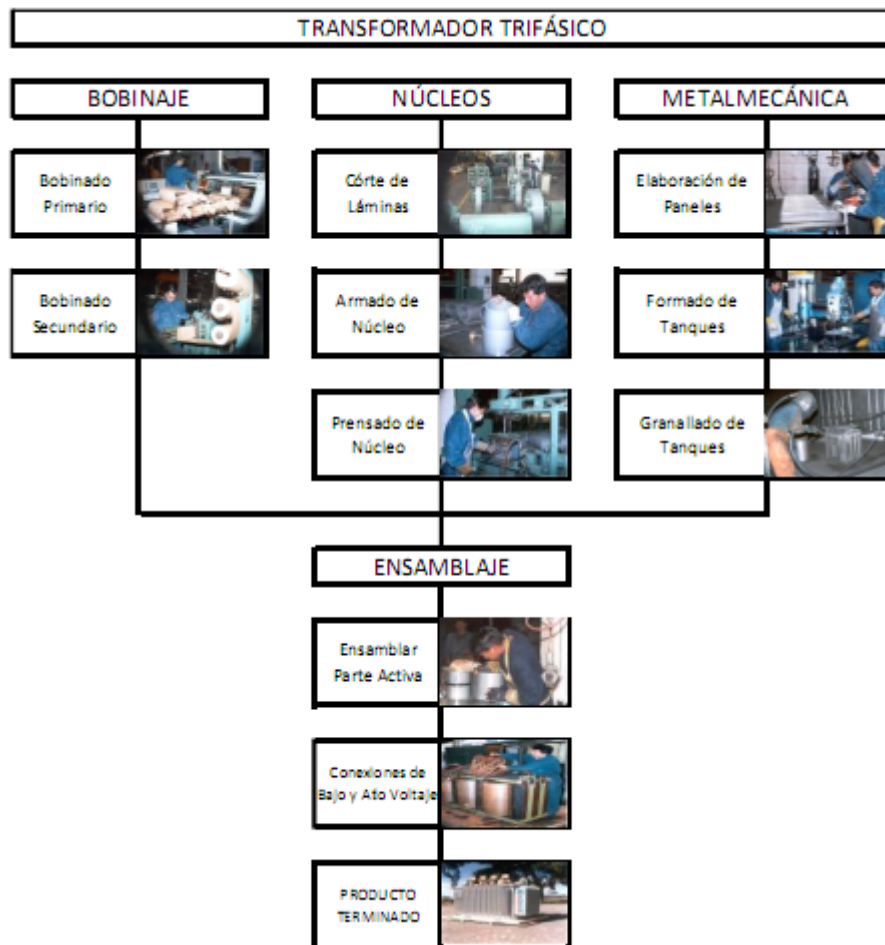 TRANSFORMADOR TRIFÁSICO
BOBINAJE
Bobinado
Primario
Bobinado
Secundario
NÚCLEOS
Córte de
Láminas
Armado de
Núcleo
Prensado de
Núcleo
METALMECÁNICA
Elaboración de
Paneles
Formado de
Tanques
Granallado de
Tanques
ENSAMBLAJE
Ensamblar
Parte Activa
Conexiones de
Bajo y Ato Voltaje
PRODUCTO
TERMINADO